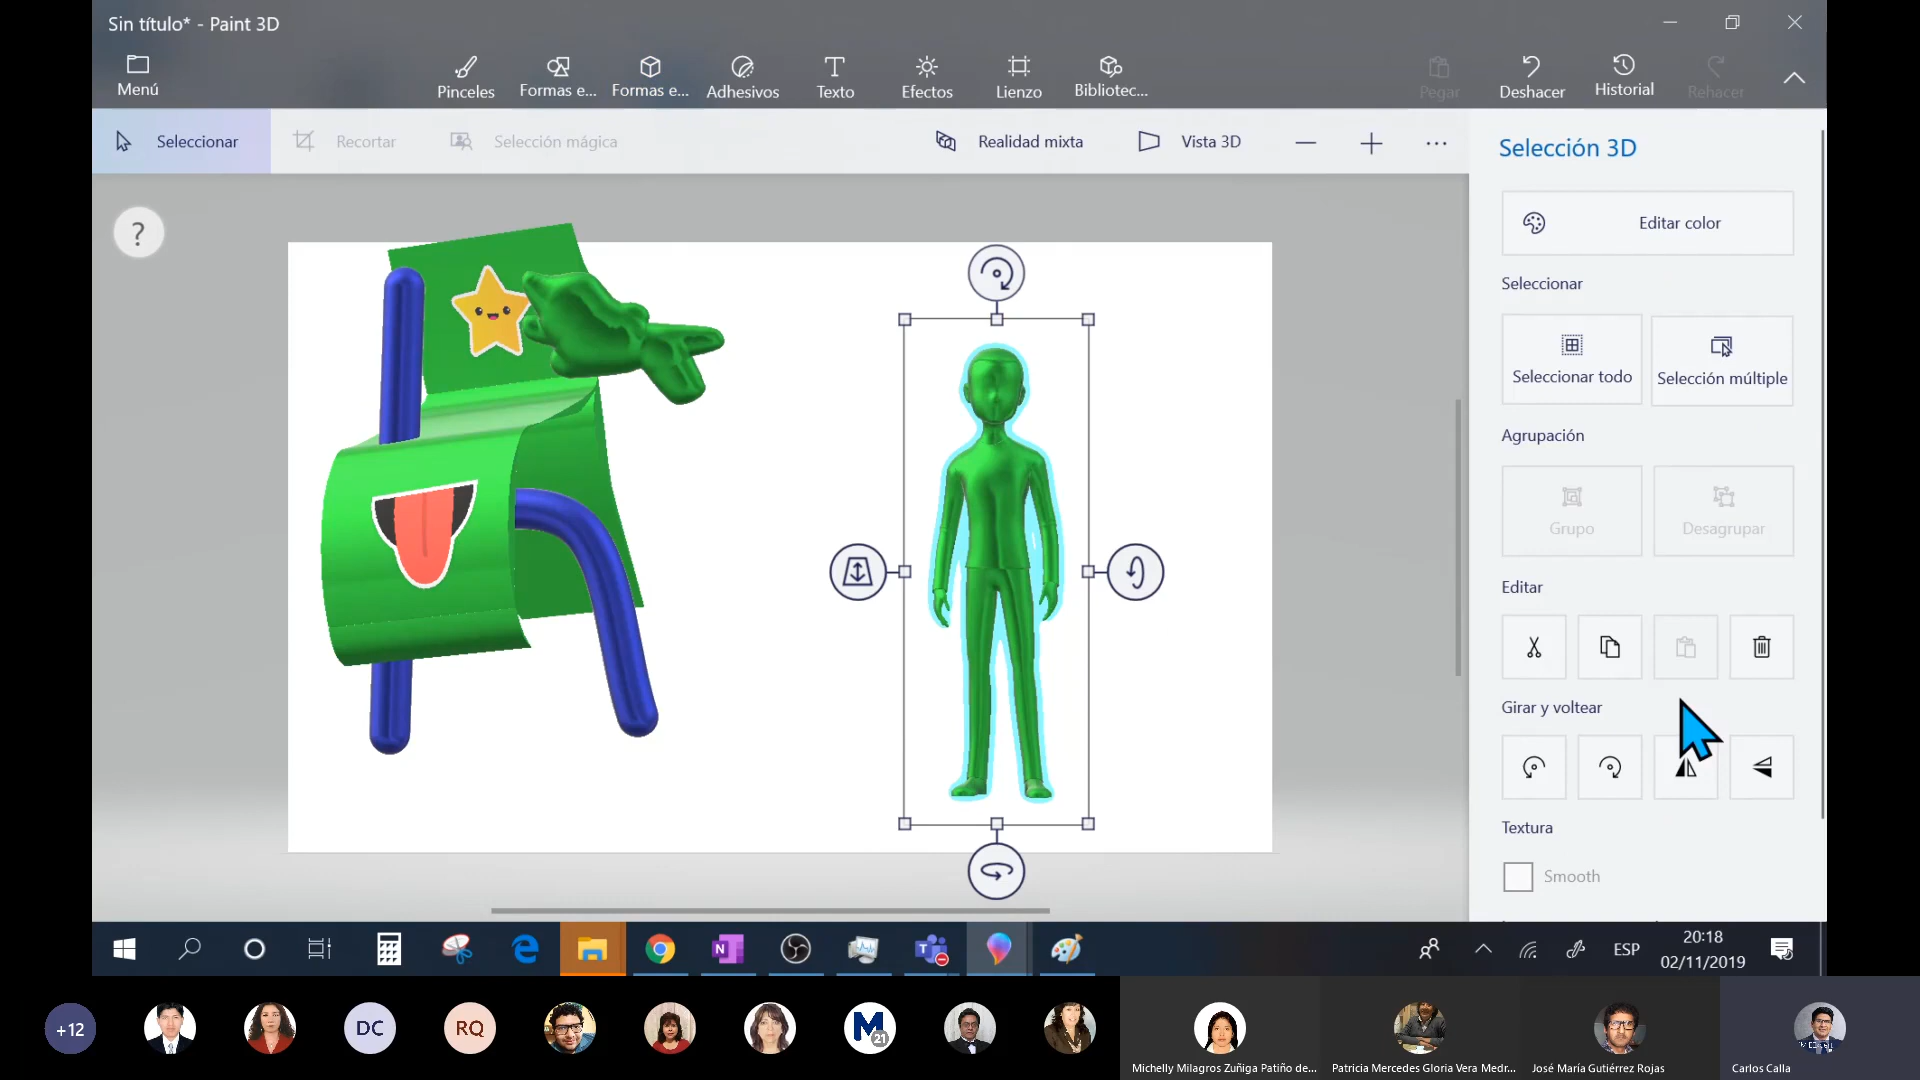 Sin título* - Paint 3D
Menú
Pinceles
Formas e...
Formas e...
Adhesivos
Texto
Efectos
Lienzo
Bibliotec...
Pegar
Deshacer
Historial
Rehacer
Seleccionar
Recortar
Selección mágica
Realidad mixta
Vista 3D
?
Selección 3D
Editar color
Seleccionar
Seleccionar todo
Selección múltiple
Agrupación
Grupo
Desagrupar
Editar
Girar y voltear
Textura
Smooth
ESP
20:18
02/11/2019
+12
DC
RQ
M
21
Michelly Milagros Zuñiga Patiño de...
Patricia Mercedes Gloria Vera Medr...
José María Gutiérrez Rojas
Carlos Calla